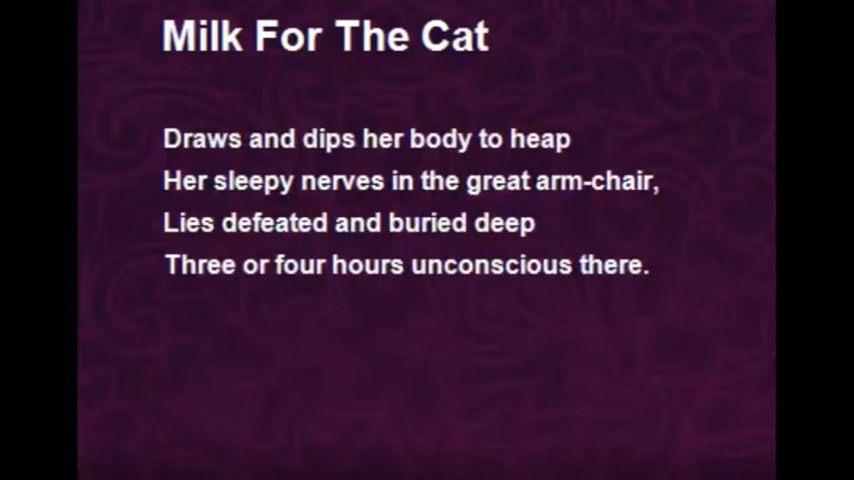 Milk For The Cat
Draws and dips her body to heap
Her sleepy nerves in the great arm-chair,
Lies defeated and buried deep
Three or four hours unconscious there.